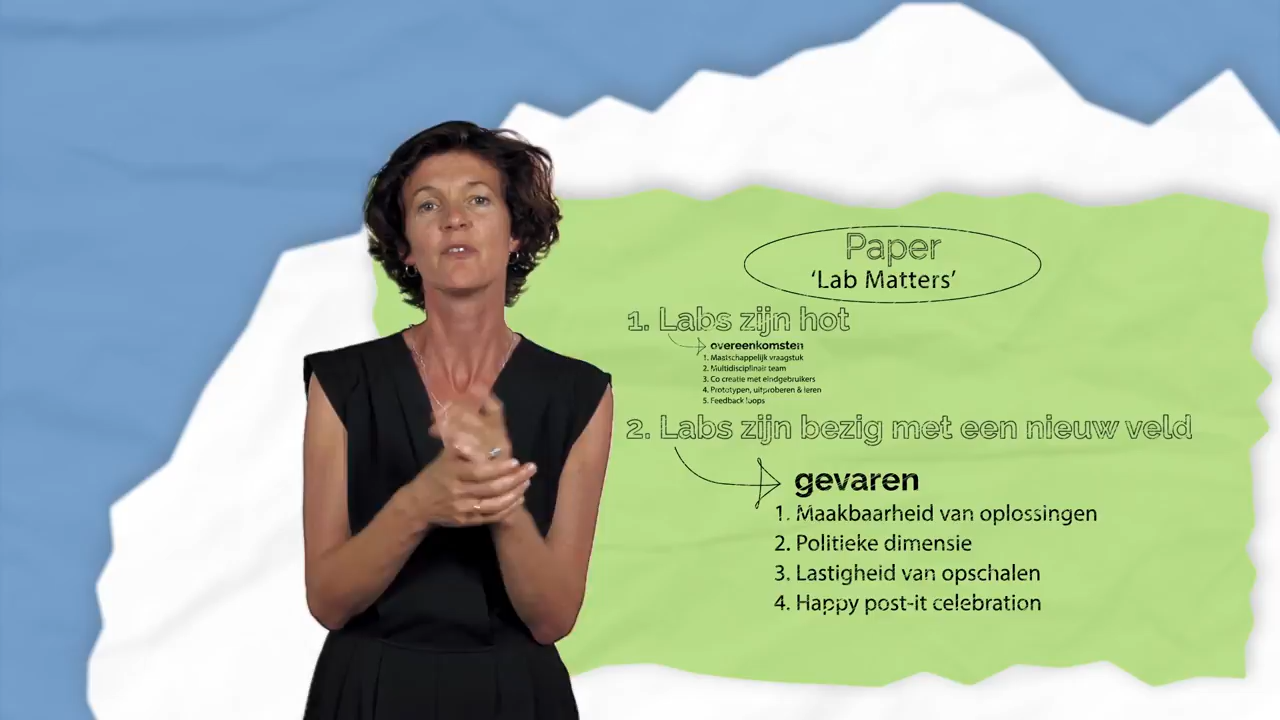 Paper
‘Lab Matters’
1. Labs zijn hot
overeenkomsten
1. Maatschappelijk vraagstuk
2. Multidisciplinair team
3. Co creatie met eindgebruikers
4. Prototypen, uitproberen & leren
5. Feedback loops
2. Labs zijn bezig met een nieuw veld
gevaren
1. Maakbaarheid van oplossingen
2. Politieke dimensie
3. Lastigheid van opschalen
4. Happy post-it celebration